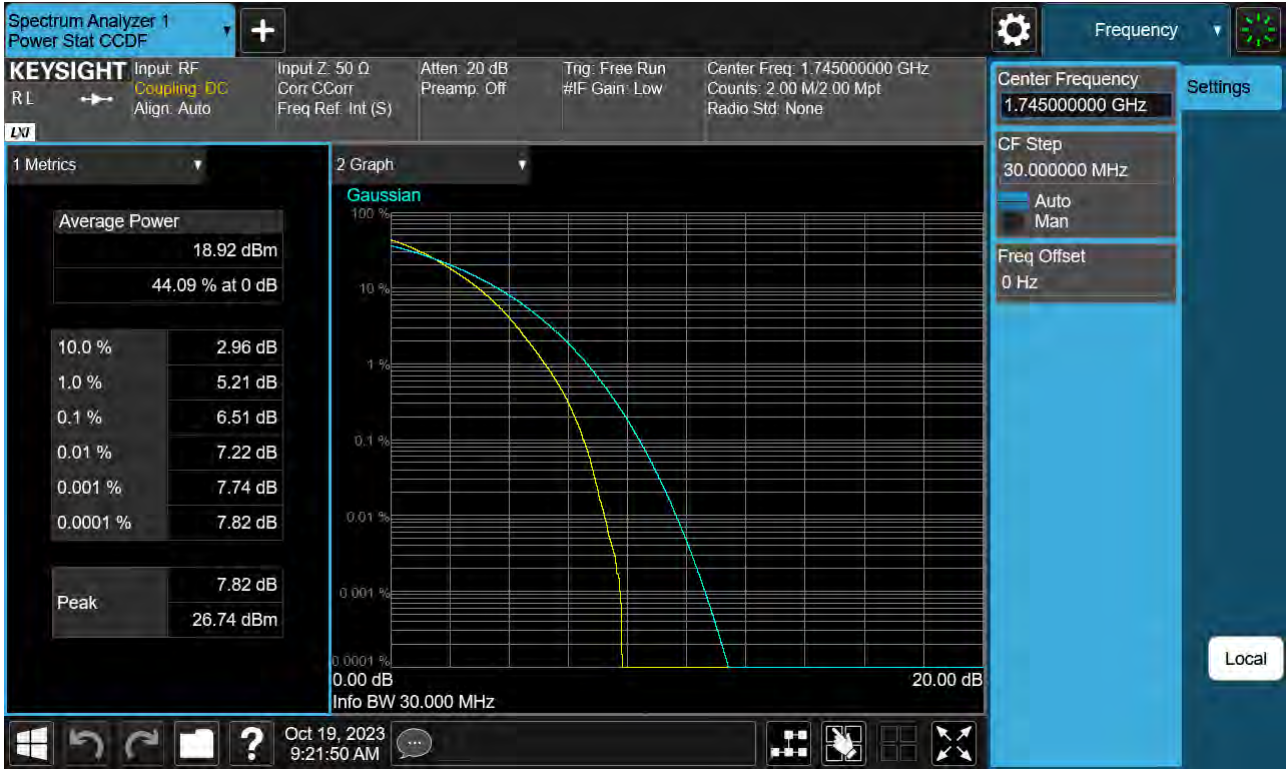 Spectrum Analyzer 1
Power Stat CCDF
Frequency
KEYSIGHT
R L
LXI
Input: RF
Coupling: DC
Align: Auto
Input Z: 50 Ω
Corr CCorr
Freq Ref: Int (S)
Atten: 20 dB
Preamp: Off
Trig: Free Run
#IF Gain: Low
Center Freq: 1.745000000 GHz
Counts: 2.00 M/2.00 Mpt
Radio Std: None
1 Metrics
Average Power
18.92 dBm
44.09 % at 0 dB
10.0 % 2.96 dB
1.0 % 5.21 dB
0.1 % 6.51 dB
0.01 % 7.22 dB
0.001 % 7.74 dB
0.0001 % 7.82 dB
Peak
7.82 dB
26.74 dBm
2 Graph
Gaussian
100 %
10 %
1 %
0.1 %
0.01 %
0.001 %
0.0001 %
0.00 dB 20.00 dB
Info BW 30.000 MHz
Center Frequency
1.745000000 GHz
CF Step
30.000000 MHz
Auto
Man
Freq Offset
0 Hz
Settings
Local
?
Oct 19, 2023
9:21:50 AM